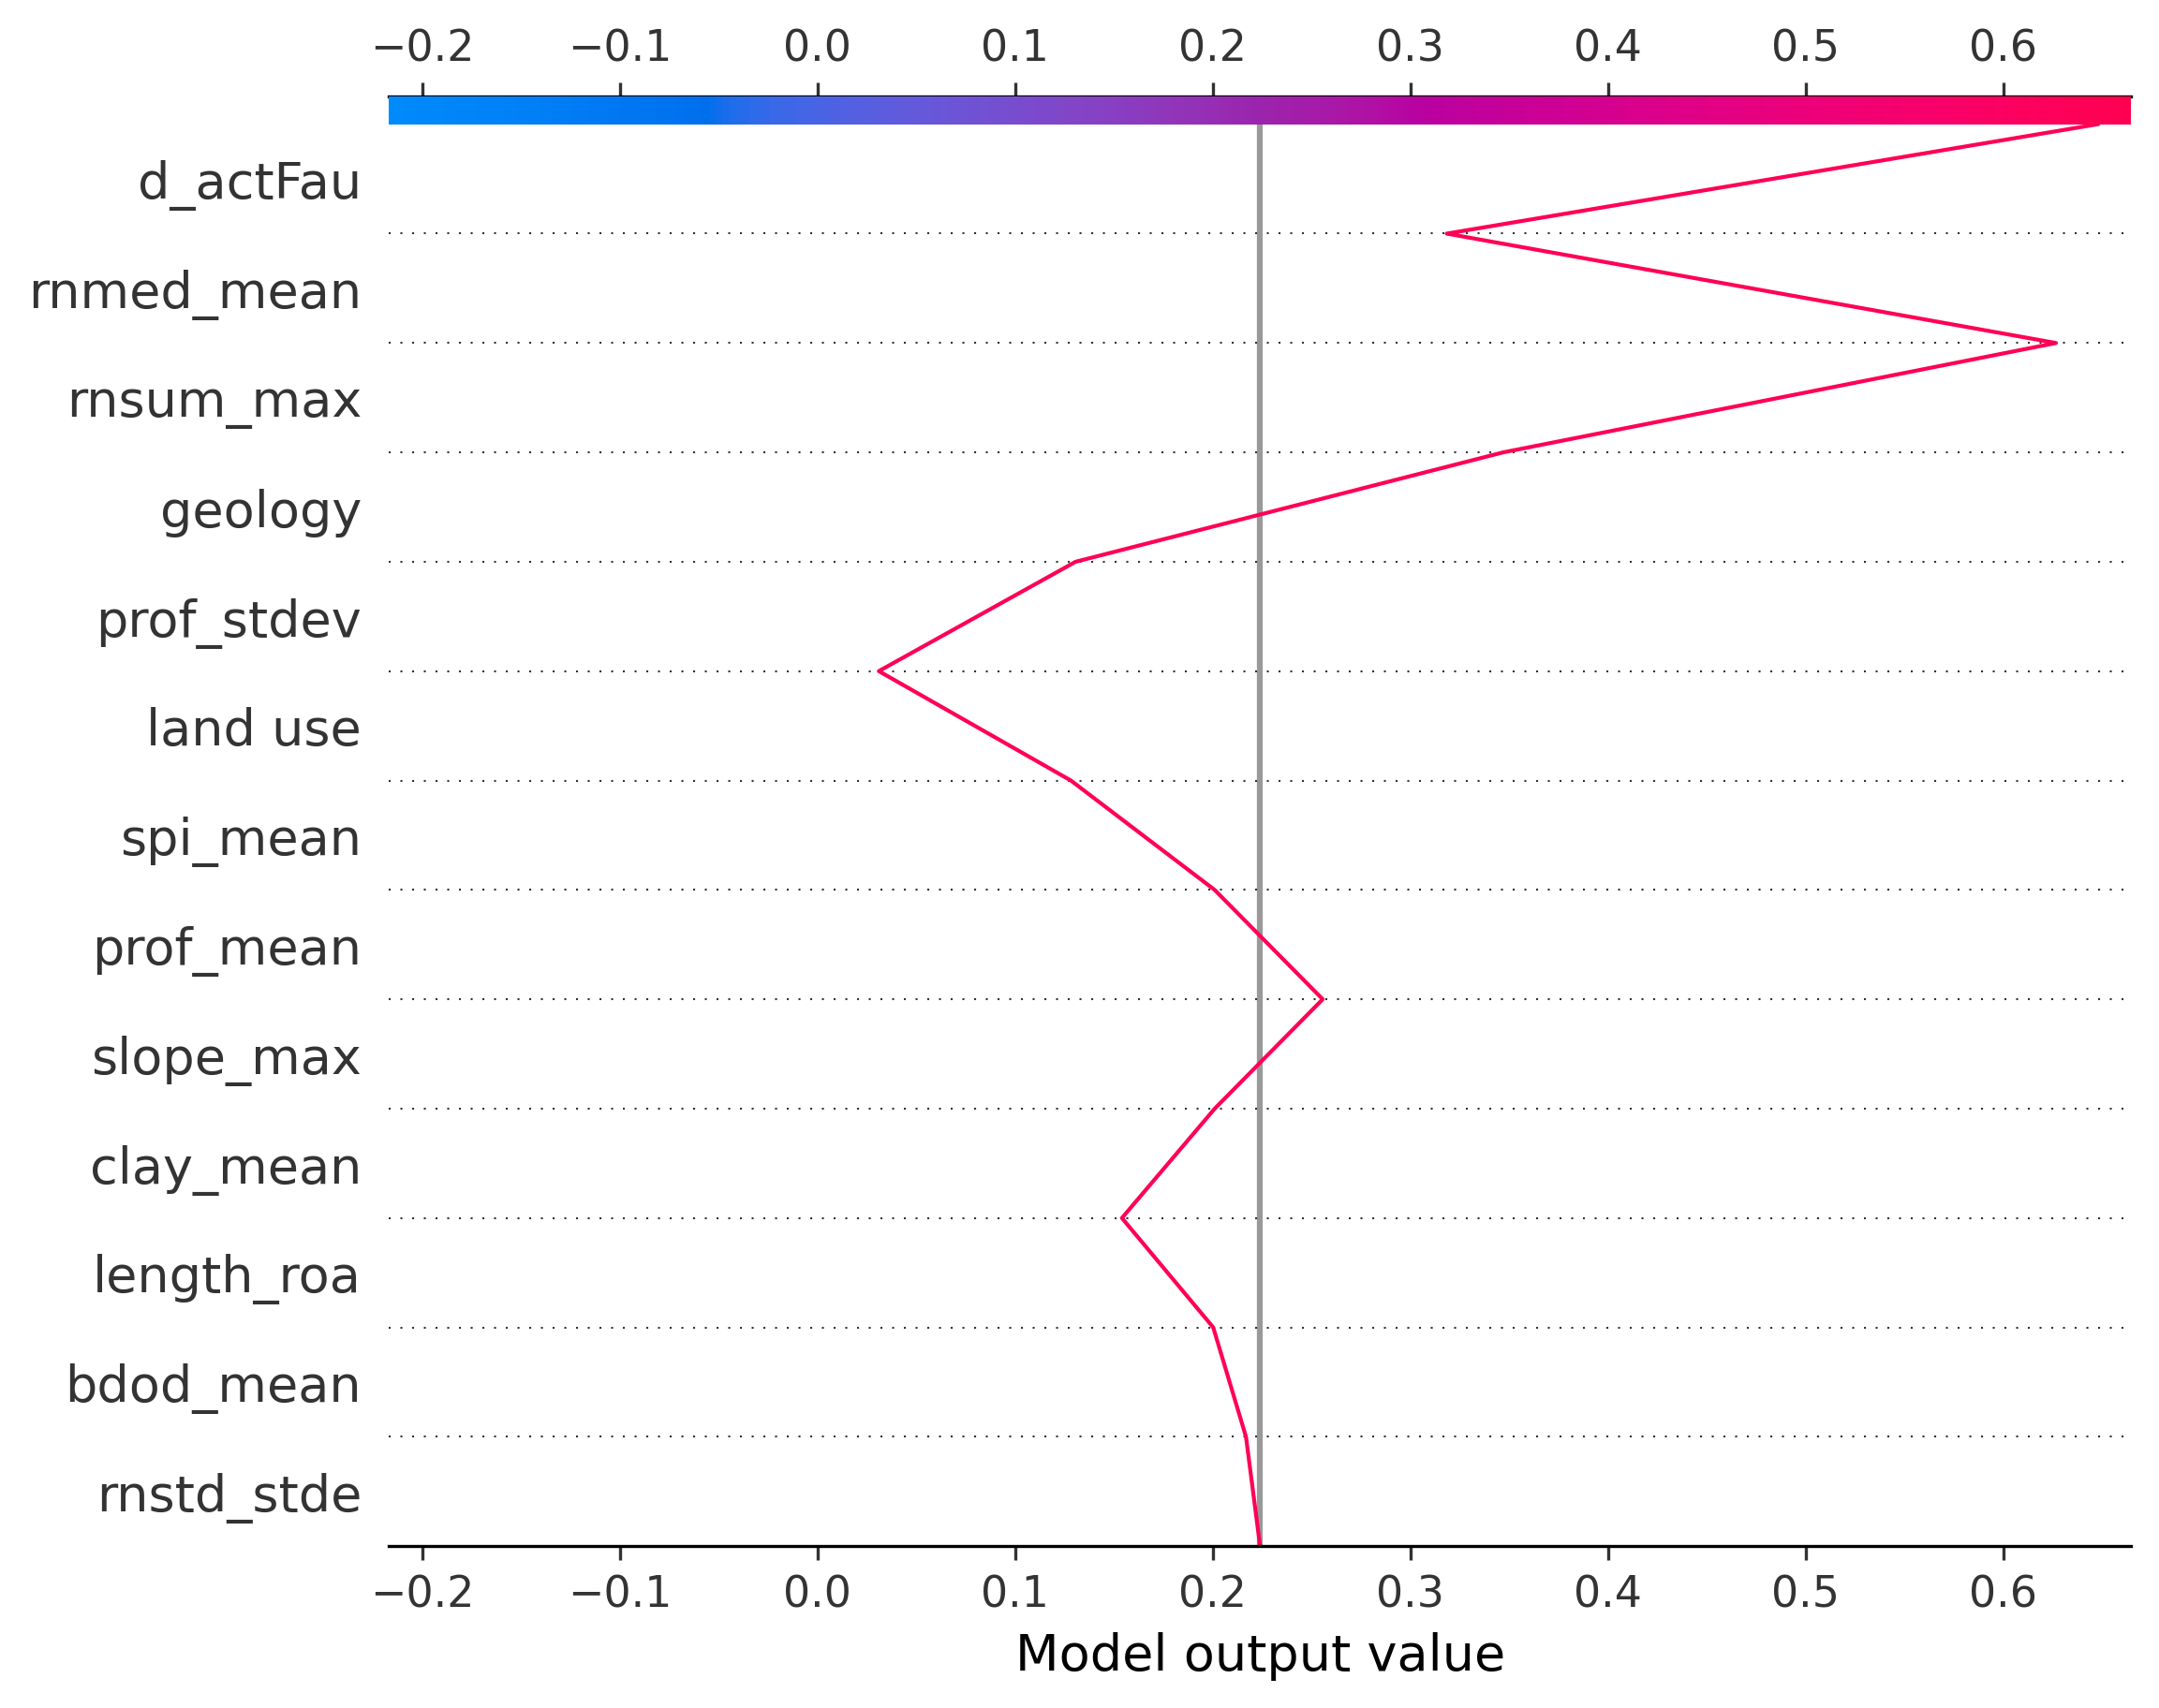 −0.2 −0.1 0.0 0.1 0.2 0.3 0.4 0.5 0.6
d_actFau
rnmed_mean
rnsum_max
geology
prof_stdev
land use
spi_mean
prof_mean
slope_max
clay_mean
length_roa
bdod_mean
rnstd_stde
−0.2 −0.1 0.0 0.1 0.2 0.3 0.4 0.5 0.6
Model output value